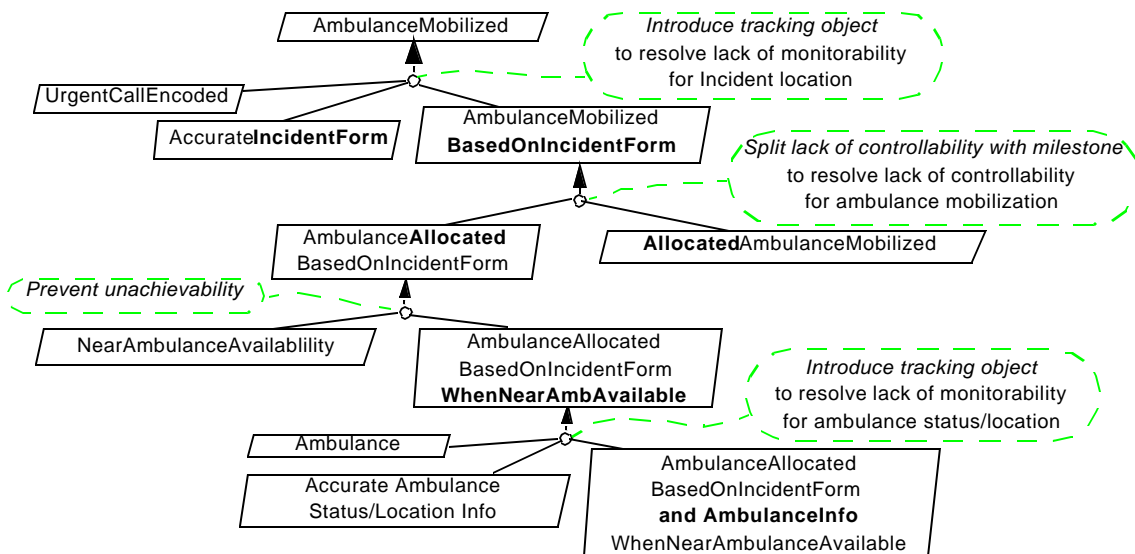 AmbulanceMobilized
Introduce tracking object
to resolve lack of monitorability
for Incident location
UrgentCallEncoded
AccurateIncidentForm
AmbulanceMobilized
BasedOnIncidentForm
Split lack of controllability with milestone
to resolve lack of controllability
for ambulance mobilization
AmbulanceAllocated
BasedOnIncidentForm
AllocatedAmbulanceMobilized
Prevent unachievability
NearAmbulanceAvailablility
AmbulanceAllocated
BasedOnIncidentForm
WhenNearAmbAvailable
Introduce tracking object
to resolve lack of monitorability
for ambulance status/location
Ambulance
Accurate Ambulance
Status/Location Info
AmbulanceAllocated
BasedOnIncidentForm
and AmbulanceInfo
WhenNearAmbulanceAvailable